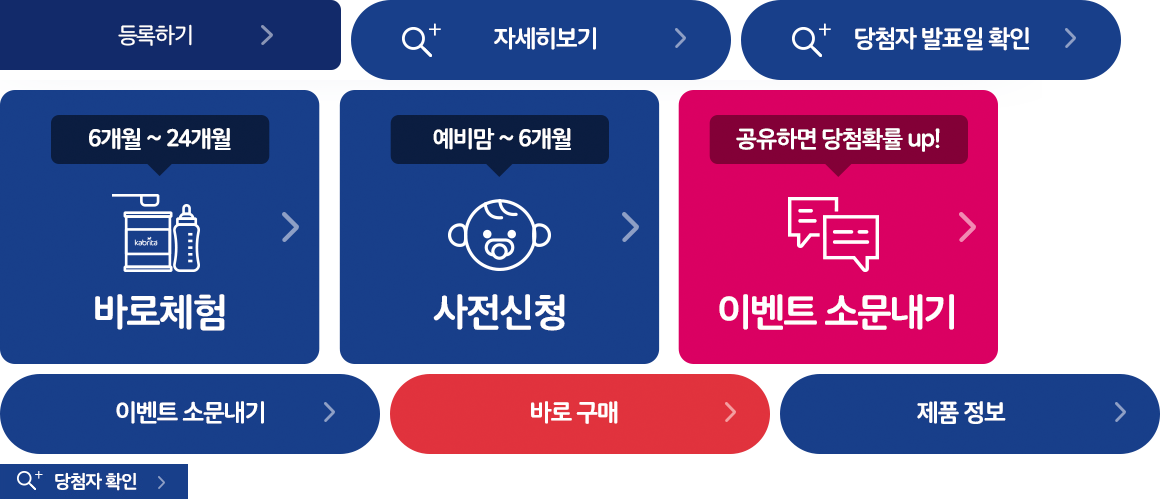 등록하기
자세히보기
당첨자 발표일 확인
6개월 ~ 24개월
kabrita
바로체험
예비맘 ~ 6개월
사전신청
공유하면 당첨확률 up!
이벤트 소문내기
이벤트 소문내기
바로 구매
제품 정보
당첨자 확인